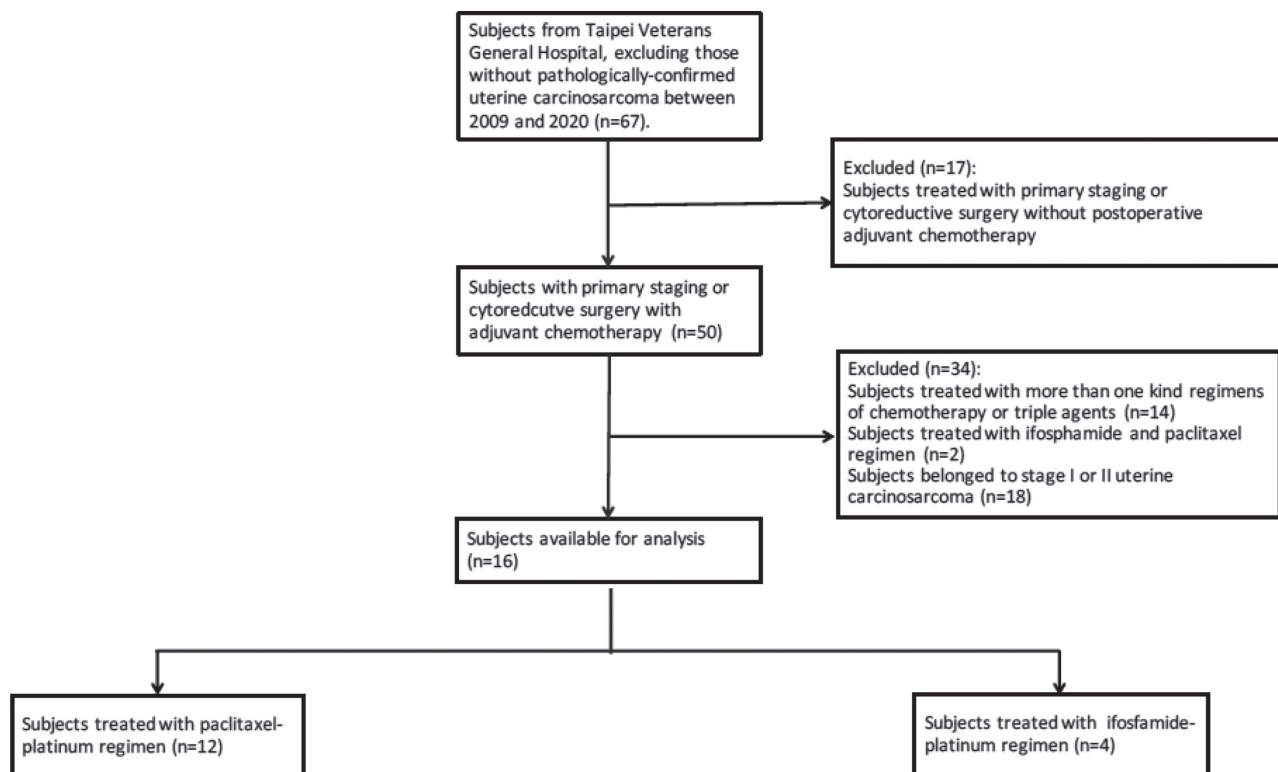 Subjects from Taipei Veterans
General Hospital, excluding those
without pathologically-confirmed
uterine carcinosarcoma between
2009 and 2020 (n=67).
Excluded (n=17):
Subjects treated with primary staging or
cytoreductive surgery without postoperative
adjuvant chemotherapy
Subjects with primary staging or
cytoredcutve surgery with
adjuvant chemotherapy (n=50)
Excluded (n=34):
Subjects treated with more than one kind regimens
of chemotherapy or triple agents (n=14)
Subjects treated with ifosphamide and paclitaxel
regimen (n=2)
Subjects belonged to stage I or II uterine
carcinosarcoma (n=18)
Subjects available for analysis
(n=16)
Subjects treated with paclitaxel-
platinum regimen (n=12)
Subjects treated with ifosfamide-
platinum regimen (n=4)